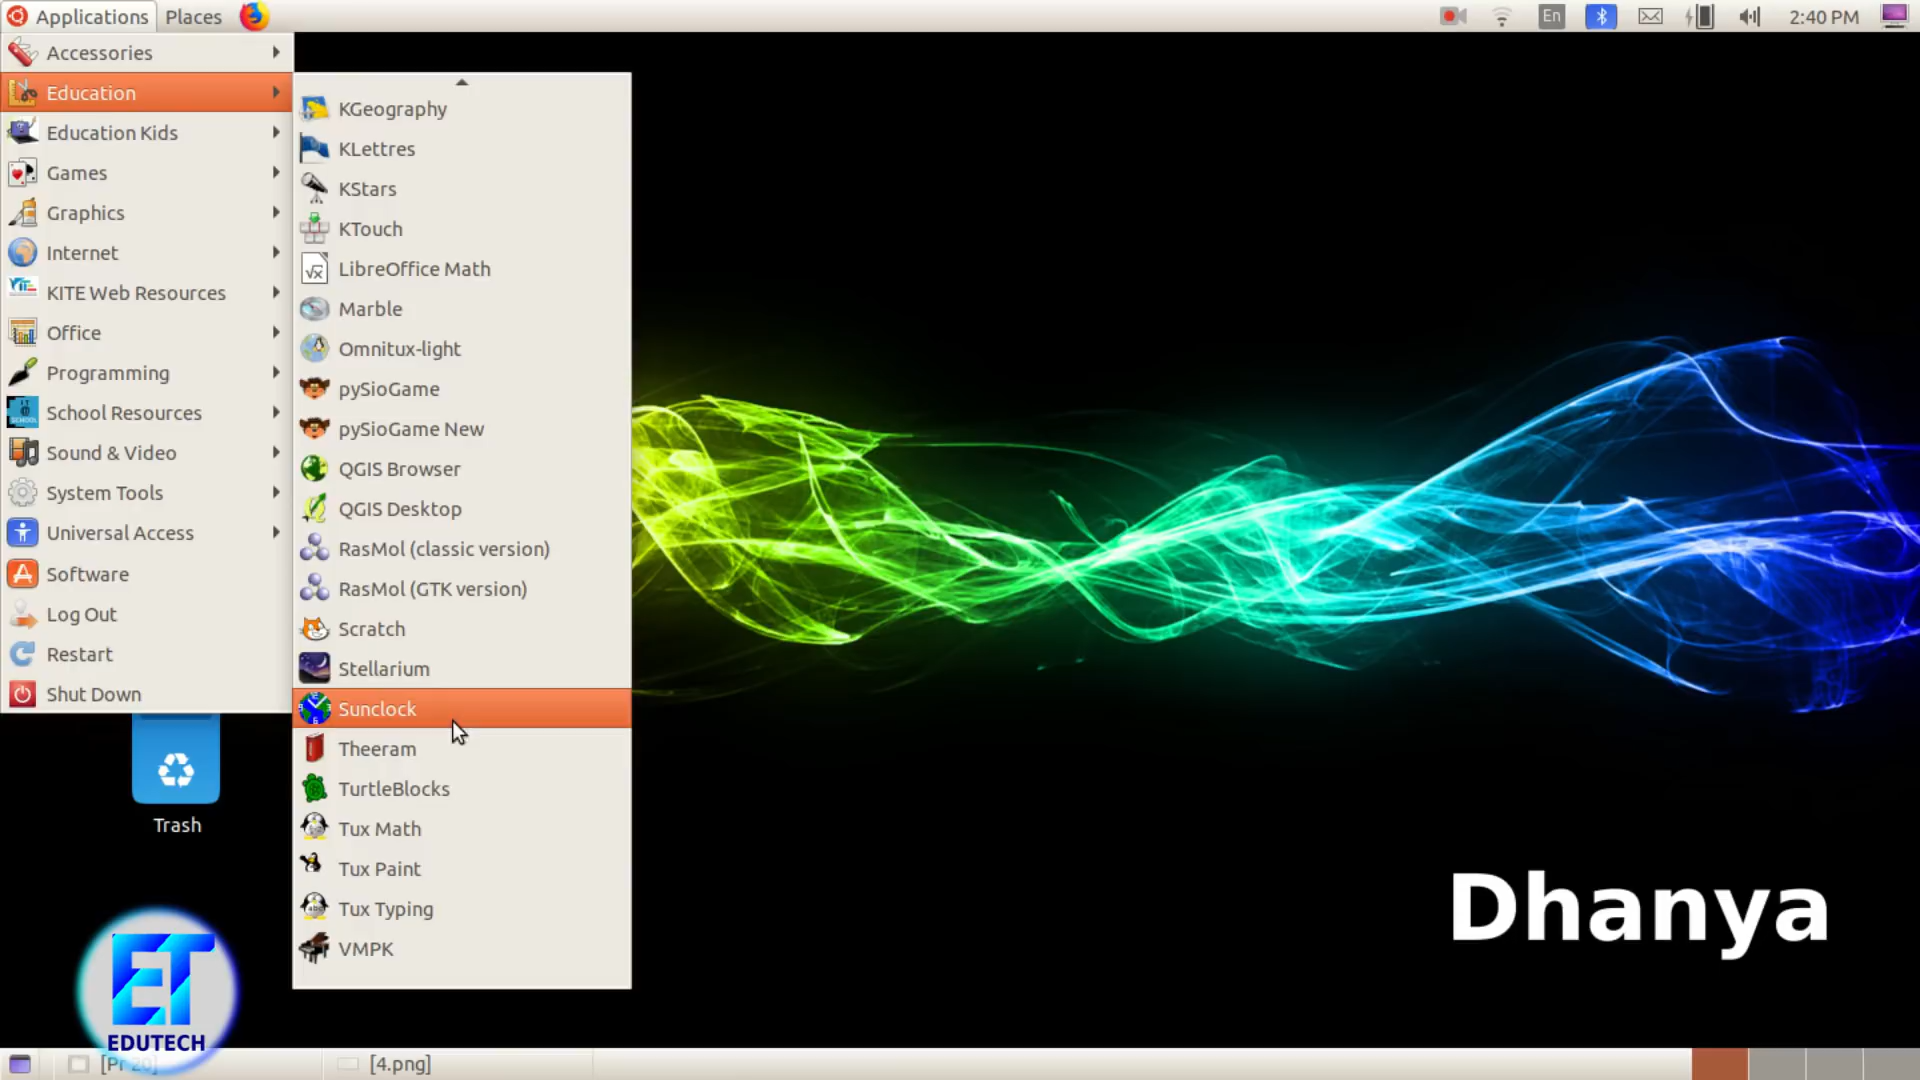 Applications
Places
En
2:40 PM
Accessories
Education
Education Kids
Games
Graphics
Internet
KITE Web Resources
Office
Programming
School Resources
Sound & Video
System Tools
Universal Access
Software
Log Out
Restart
Shut Down
KGeography
KLettres
KStars
KTouch
LibreOffice Math
Marble
Omnitux-light
pySioGame
pySioGame New
QGIS Browser
QGIS Desktop
RasMol (classic version)
RasMol (GTK version)
Scratch
Stellarium
Sunclock
Theeram
TurtleBlocks
Tux Math
Tux Paint
Tux Typing
VMPK
Trash
Dhanya
ET
EDUTECH
[4.png]